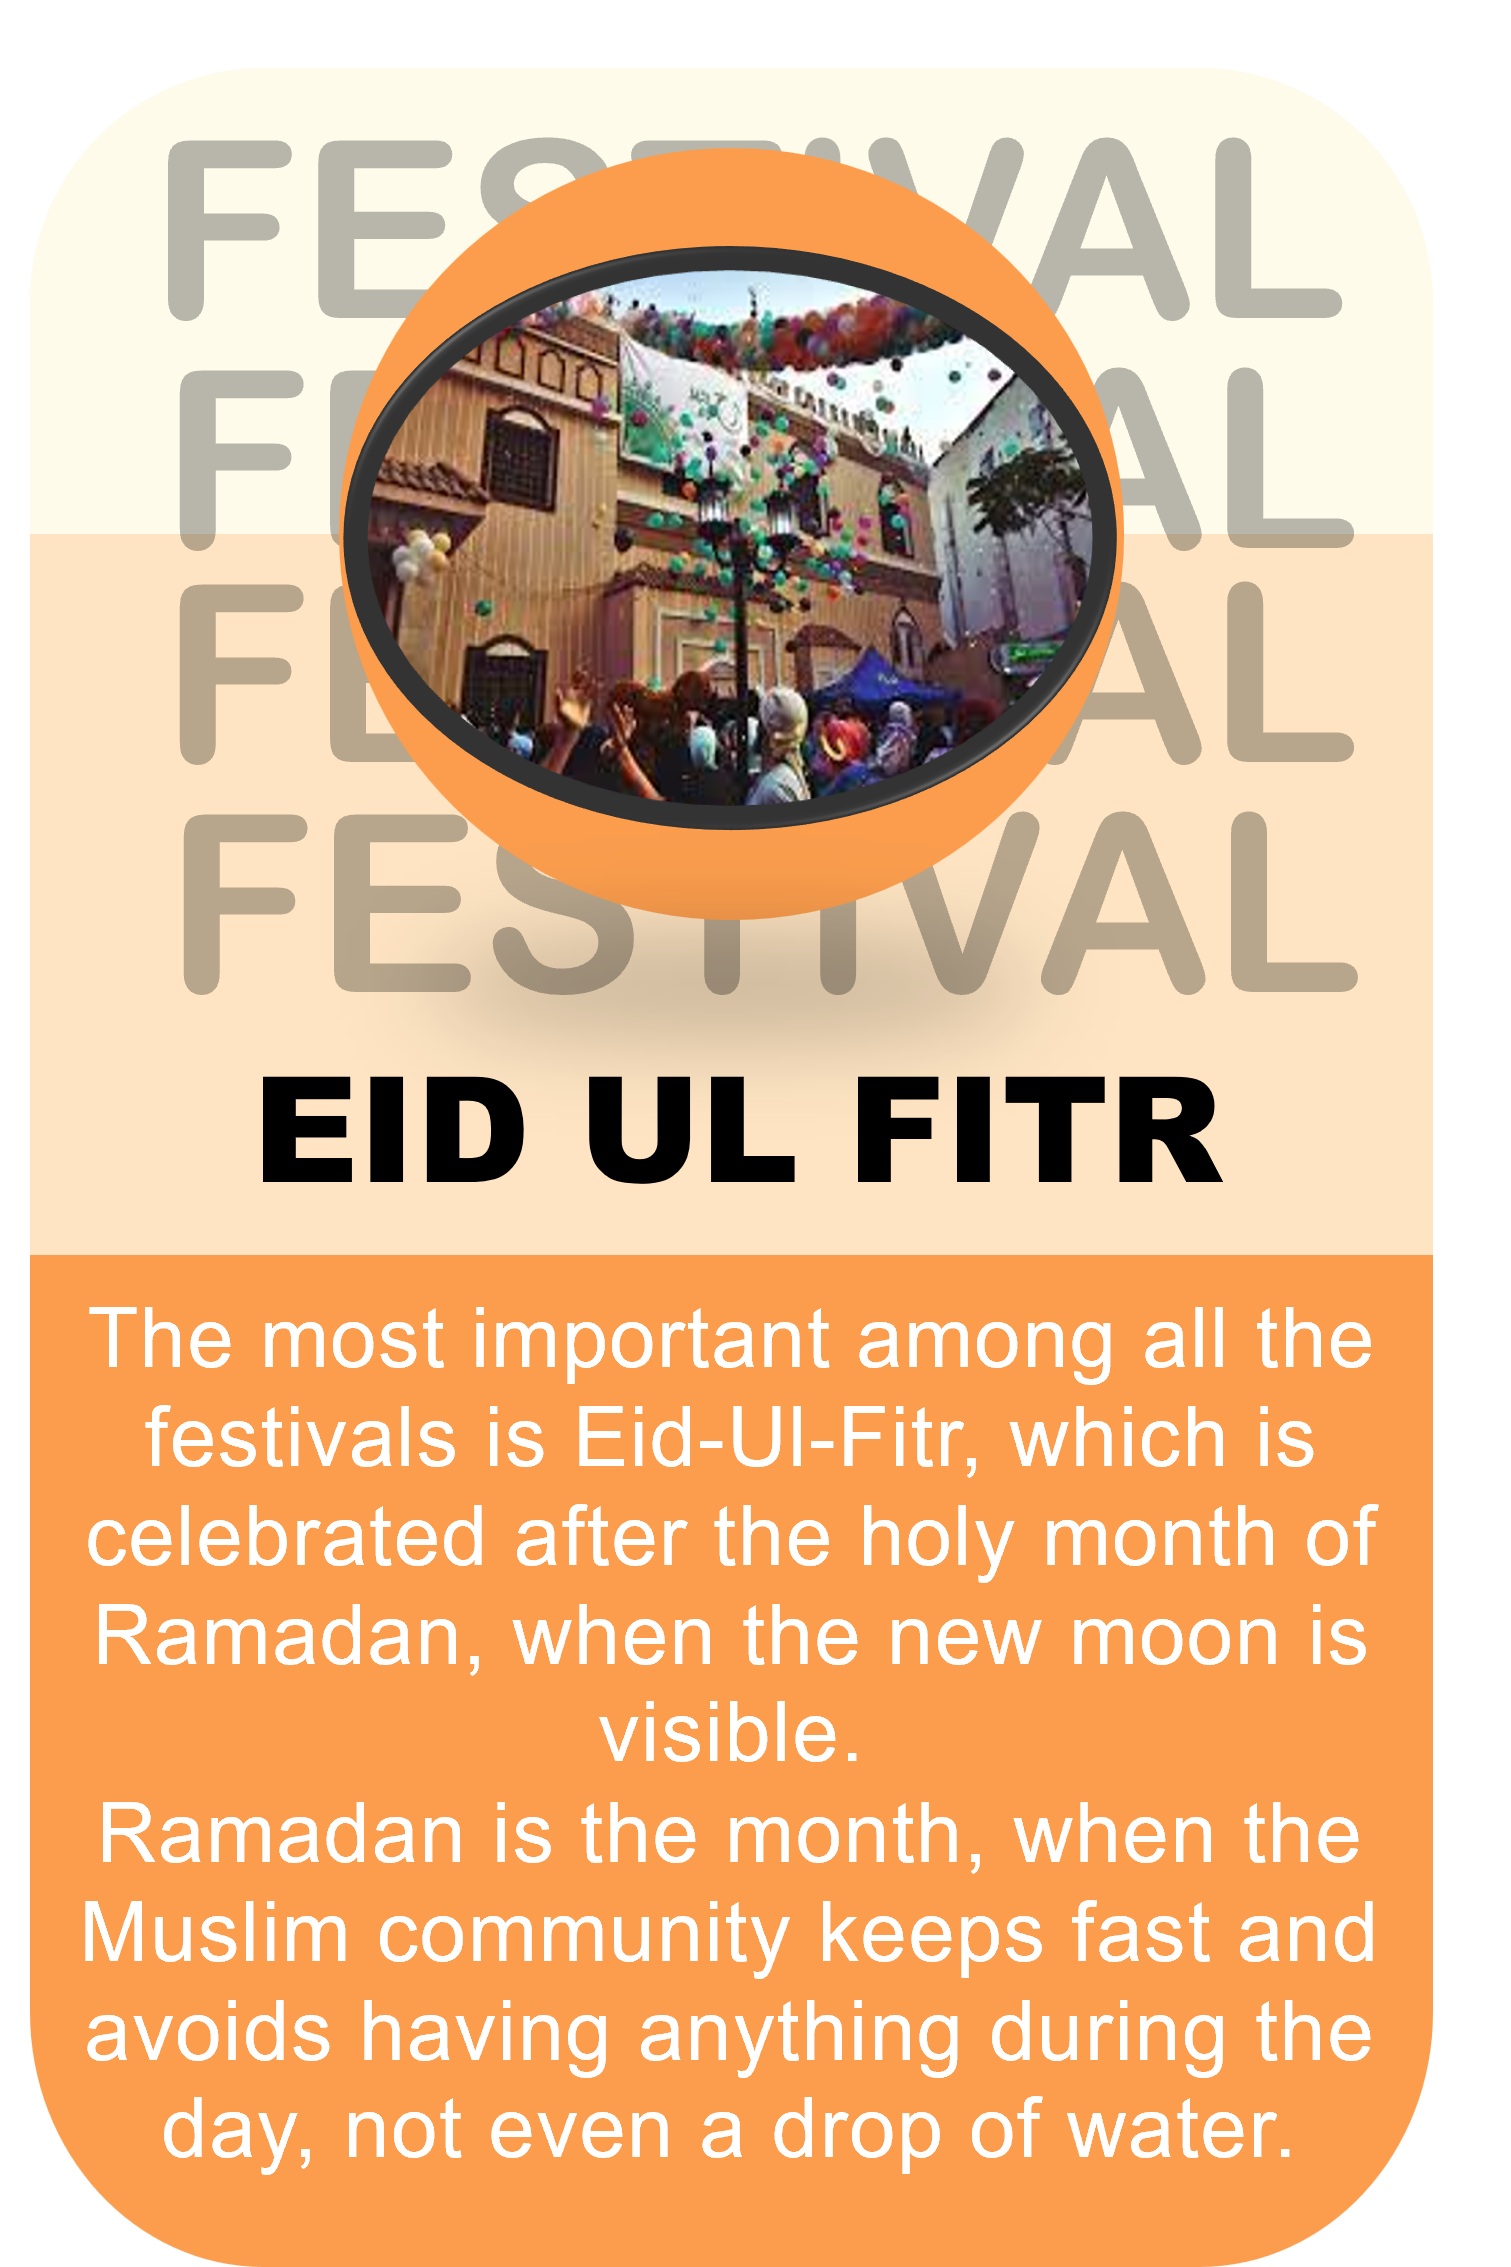 FESTIVAL
FESTIVAL
EID UL FITR
The most important among all the
festivals is Eid-Ul-Fitr, which is
celebrated after the holy month of
Ramadan, when the new moon is
visible.
Ramadan is the month, when the
Muslim community keeps fast and
avoids having anything during the
day, not even a drop of water.